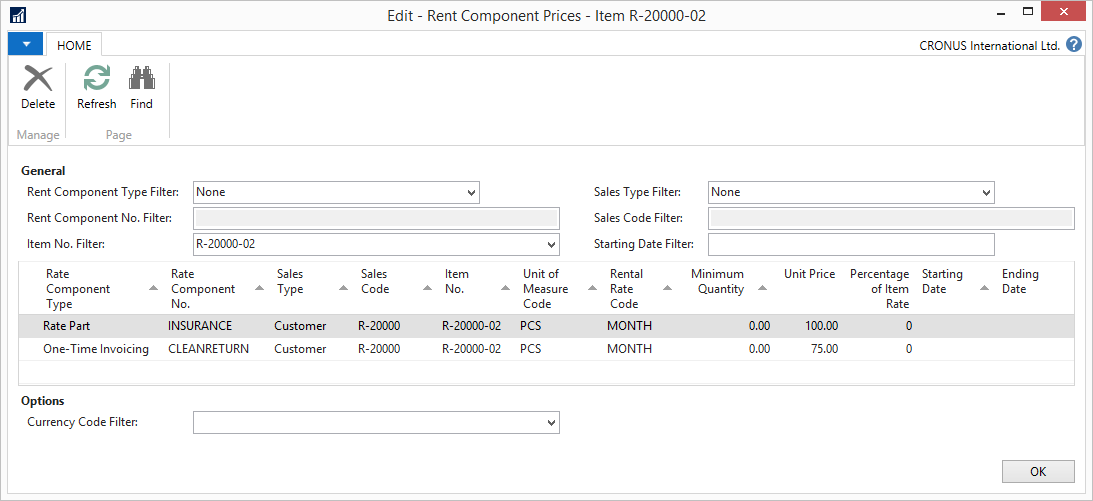 Edit - Rent Component Prices - Item R-20000-02
HOME
CRONUS International Ltd.
Delete
Refresh
Find
Manage
Page
General
Rent Component Type Filter: None
Sales Type Filter: None
Rent Component No. Filter:
Sales Code Filter:
Item No. Filter: R-20000-02
Starting Date Filter:
Rate Component Type
Rate Component No.
Sales Type
Sales Code
Item No.
Unit of Measure Code
Rental Rate Code
Minimum Quantity
Unit Price
Percentage of Item Rate
Starting Date
Ending Date
Rate Part INSURANCE Customer R-20000 R-20000-02 PCS MONTH 0.00 100.00 0
One-Time Invoicing CLEANRETURN Customer R-20000 R-20000-02 PCS MONTH 0.00 75.00 0
Options
Currency Code Filter:
OK